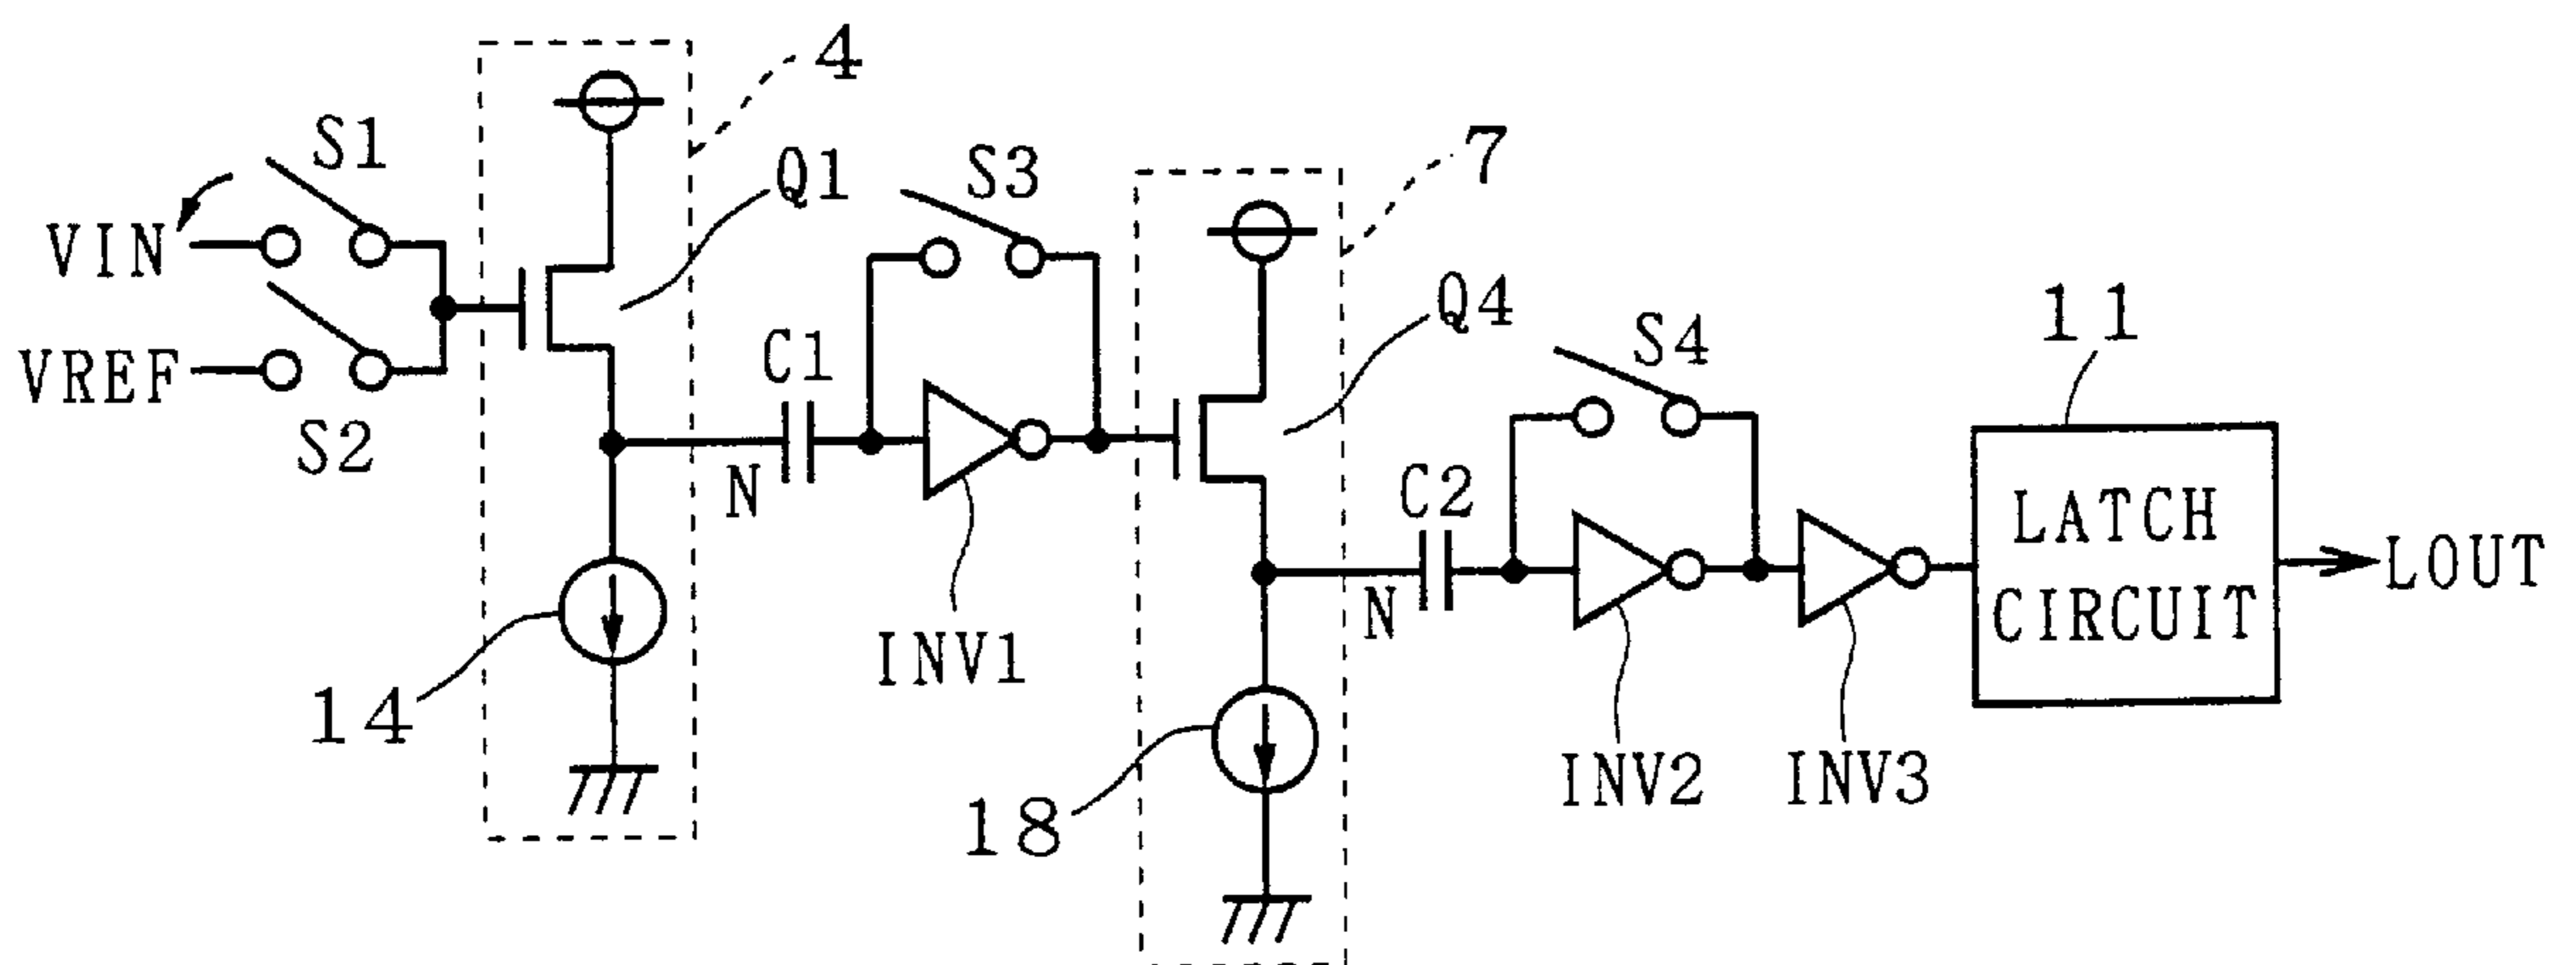 4
S1
7
Q1
S3
VIN
Q4
11
C1
S4
VREF
S2
N
C2
LATCH
CIRCUIT
LOUT
N
INV1
14
INV2
INV3
18